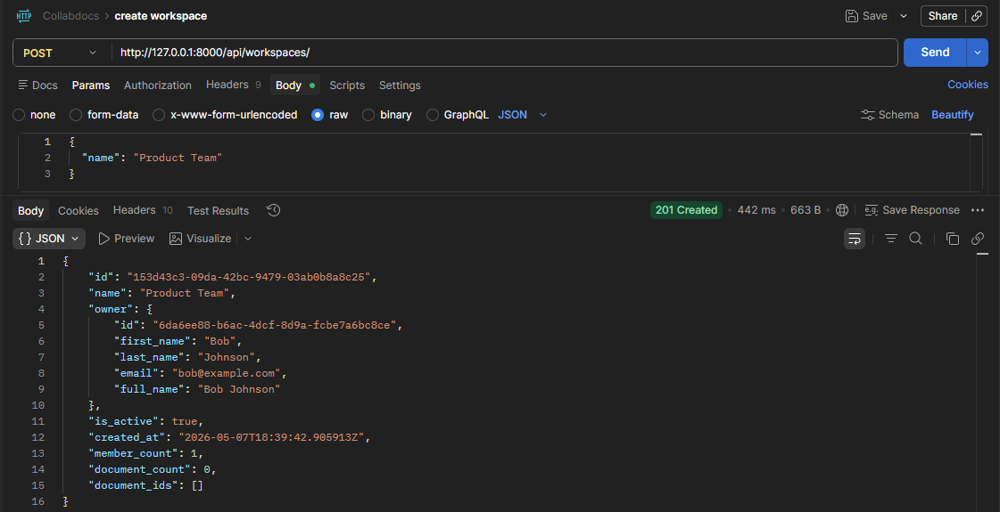 HTTP Collabdocs > create workspace Save Share
POST http://127.0.0.1:8000/api/workspaces/ Send
Docs Params Authorization Headers 9 Body Scripts Settings Cookies
none form-data x-www-form-urlencoded raw binary GraphQL JSON Schema Beautify
1 {
2 "name": "Product Team"
3 }
Body Cookies Headers 10 Test Results 201 Created • 442 ms • 663 B • e.g. Save Response
{} JSON Preview Visualize
1 {
2 "id": "153d43c3-09da-42bc-9479-03ab0b8a8c25",
3 "name": "Product Team",
4 "owner": {
5 "id": "6da6ee88-b6ac-4dcf-8d9a-fcbe7a6bc8ce",
6 "first_name": "Bob",
7 "last_name": "Johnson",
8 "email": "bob@example.com",
9 "full_name": "Bob Johnson"
10 },
11 "is_active": true,
12 "created_at": "2026-05-07T18:39:42.905913Z",
13 "member_count": 1,
14 "document_count": 0,
15 "document_ids": []
16 }